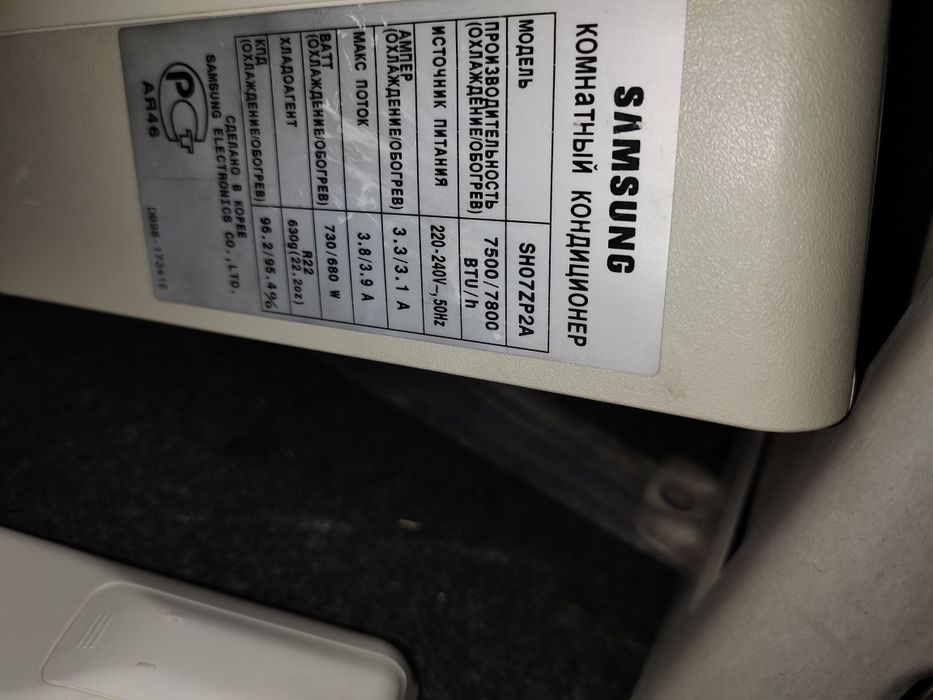 SAMSUNG
КОМНАТНЫЙ КОНДИЦИОНЕР
МОДЕЛЬ SH07ZP2A
ПРОИЗВОДИТЕЛЬНОСТЬ 7500/7800
(ОХЛАЖДЕНИЕ/ОБОГРЕВ) BTU/h
ИСТОЧНИК ПИТАНИЯ 220-240V~,50Hz
АМПЕР
(ОХЛАЖДЕНИЕ/ОБОГРЕВ) 3.3/3.1 A
МАКС ПОТОК 3.8/3.9 A
ВАТТ
(ОХЛАЖДЕНИЕ/ОБОГРЕВ) 730/680 W
ХЛАДОАГЕНТ R22
630g(22.2oz)
КПД
(ОХЛАЖДЕНИЕ/ОБОГРЕВ) 96.2/95.4%
СДЕЛАНО В КОРЕЕ
SAMSUNG ELECTRONICS CO.,LTD.
РСТ
АЯ46